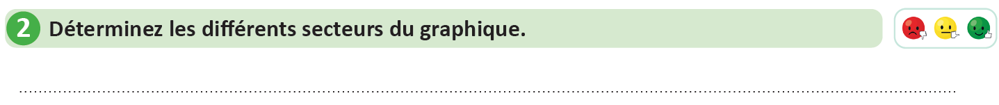 2 Déterminez les différents secteurs du graphique.